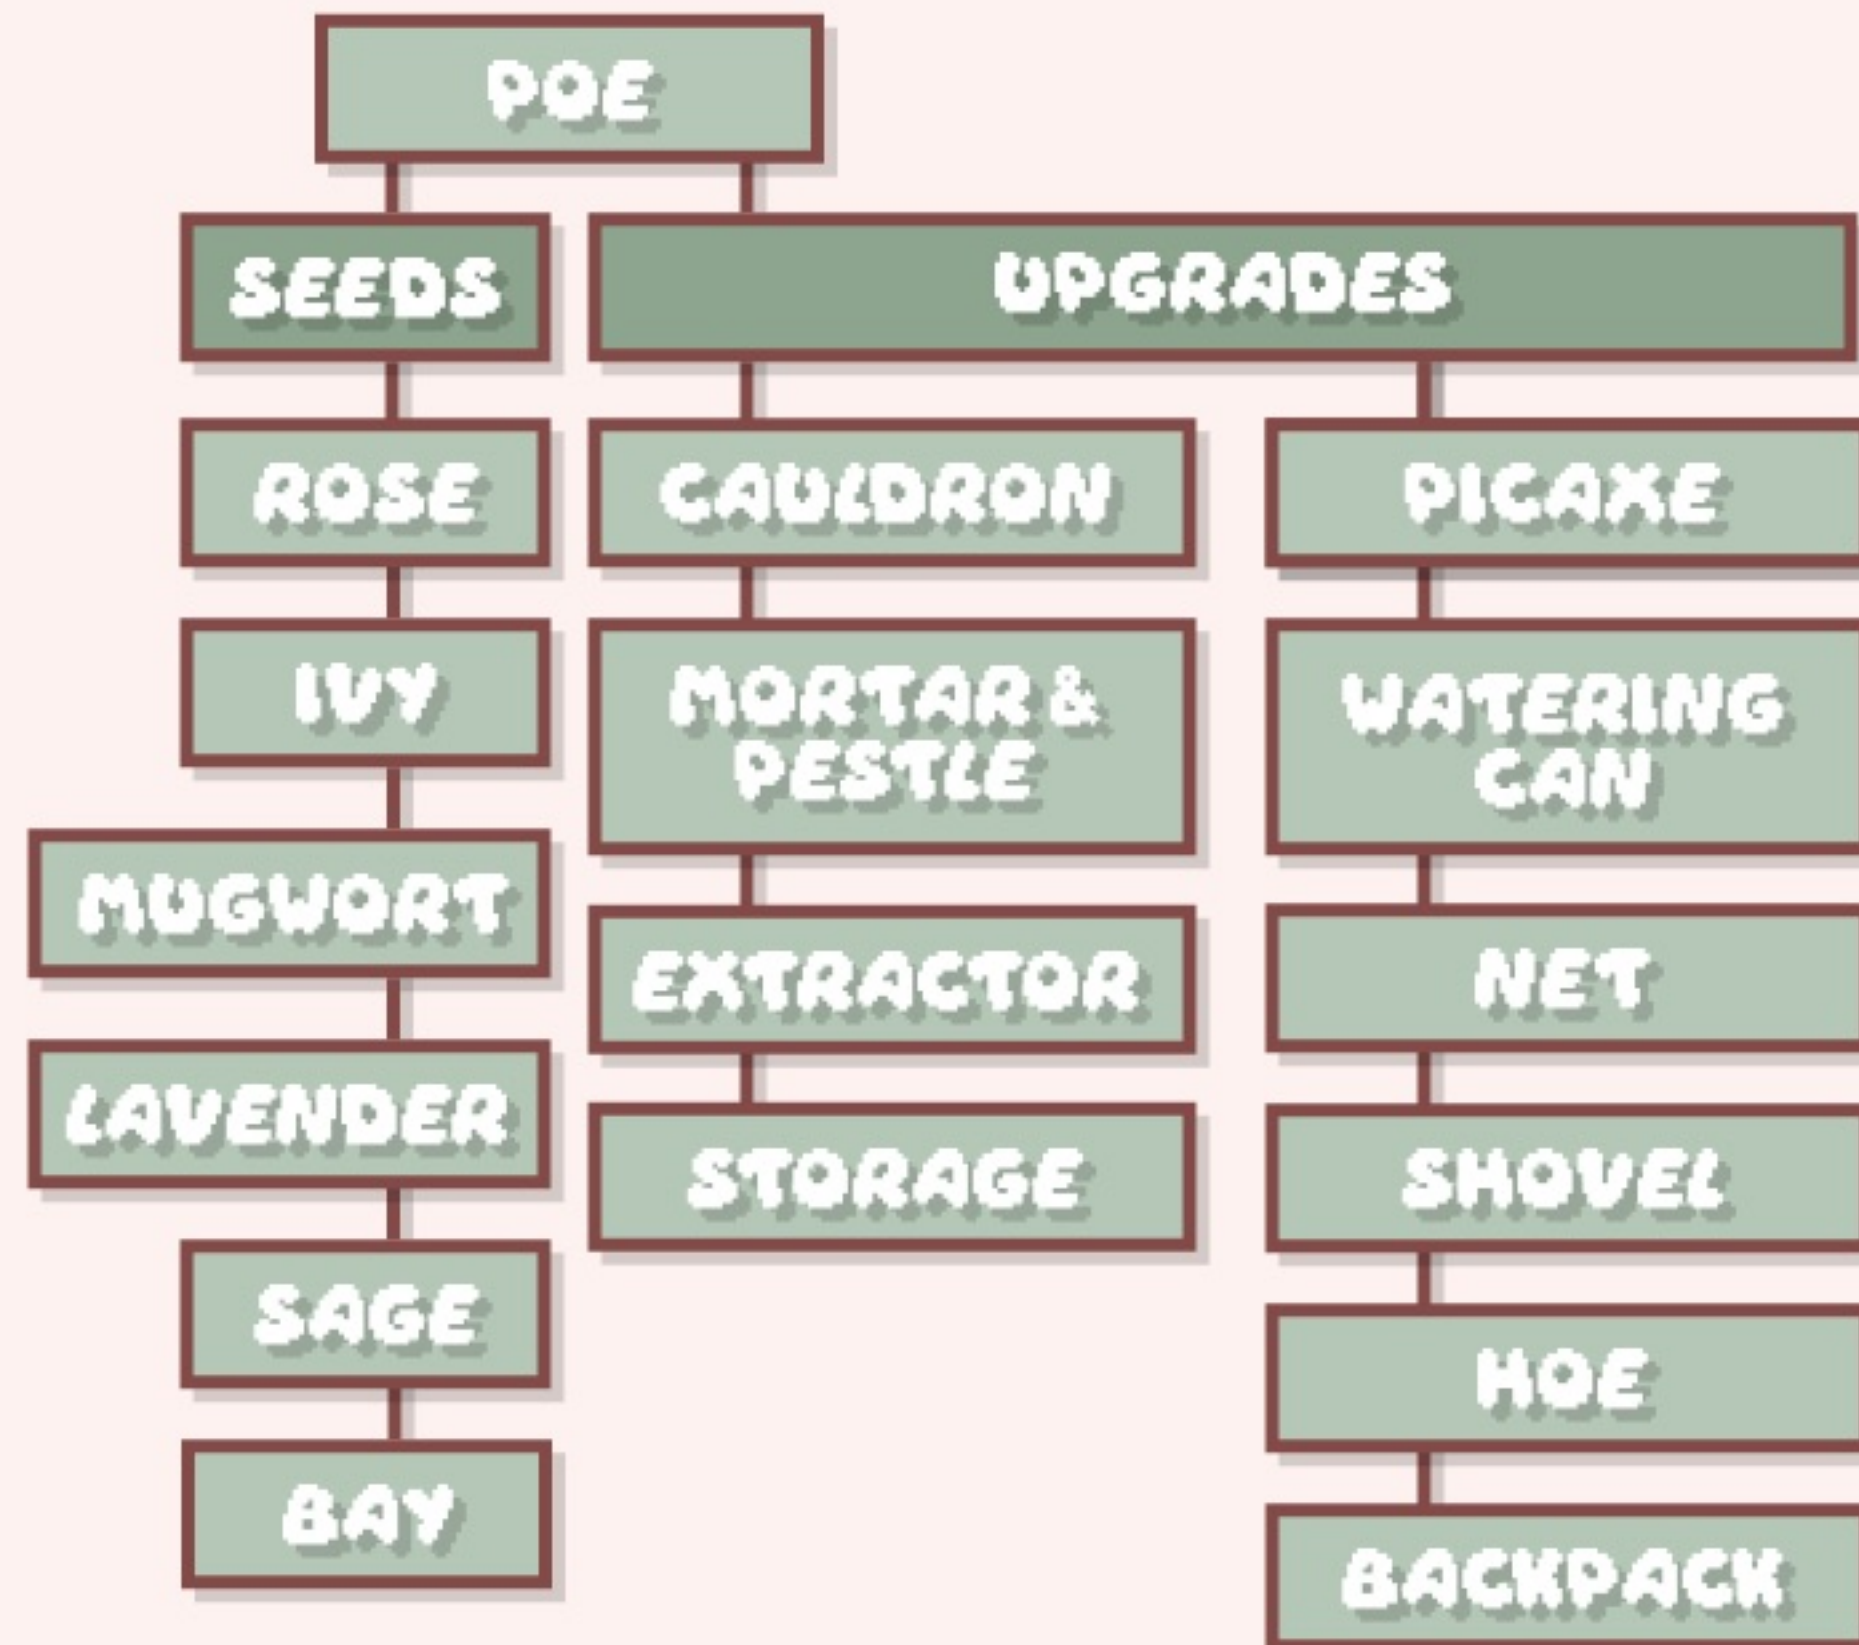 POE
SEEDS
UPGRADES
ROSE
IVY
MUGWORT
LAVENDER
SAGE
BAY
CAULDRON
MORTAR &
PESTLE
EXTRACTOR
STORAGE
PICAXE
WATERING
CAN
NET
SHOVEL
HOE
BACKPACK